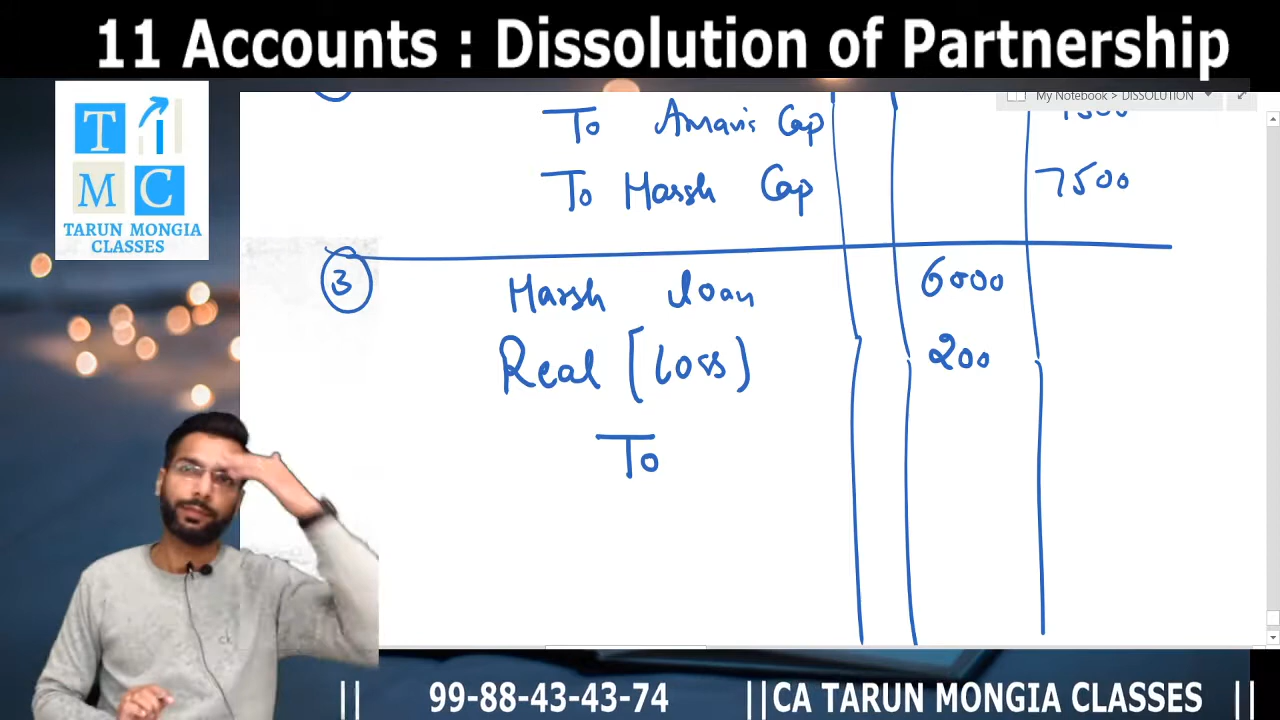 11 Accounts : Dissolution of Partnership
T
M C
TARUN MONGIA
CLASSES
My Notebook > DISSOLUTION
To Aman's Cap
To Harsh Cap 7500
3 Harsh loan 6000
Real [Loss) 200
To
|| 99-88-43-43-74 ||CA TARUN MONGIA CLASSES ||